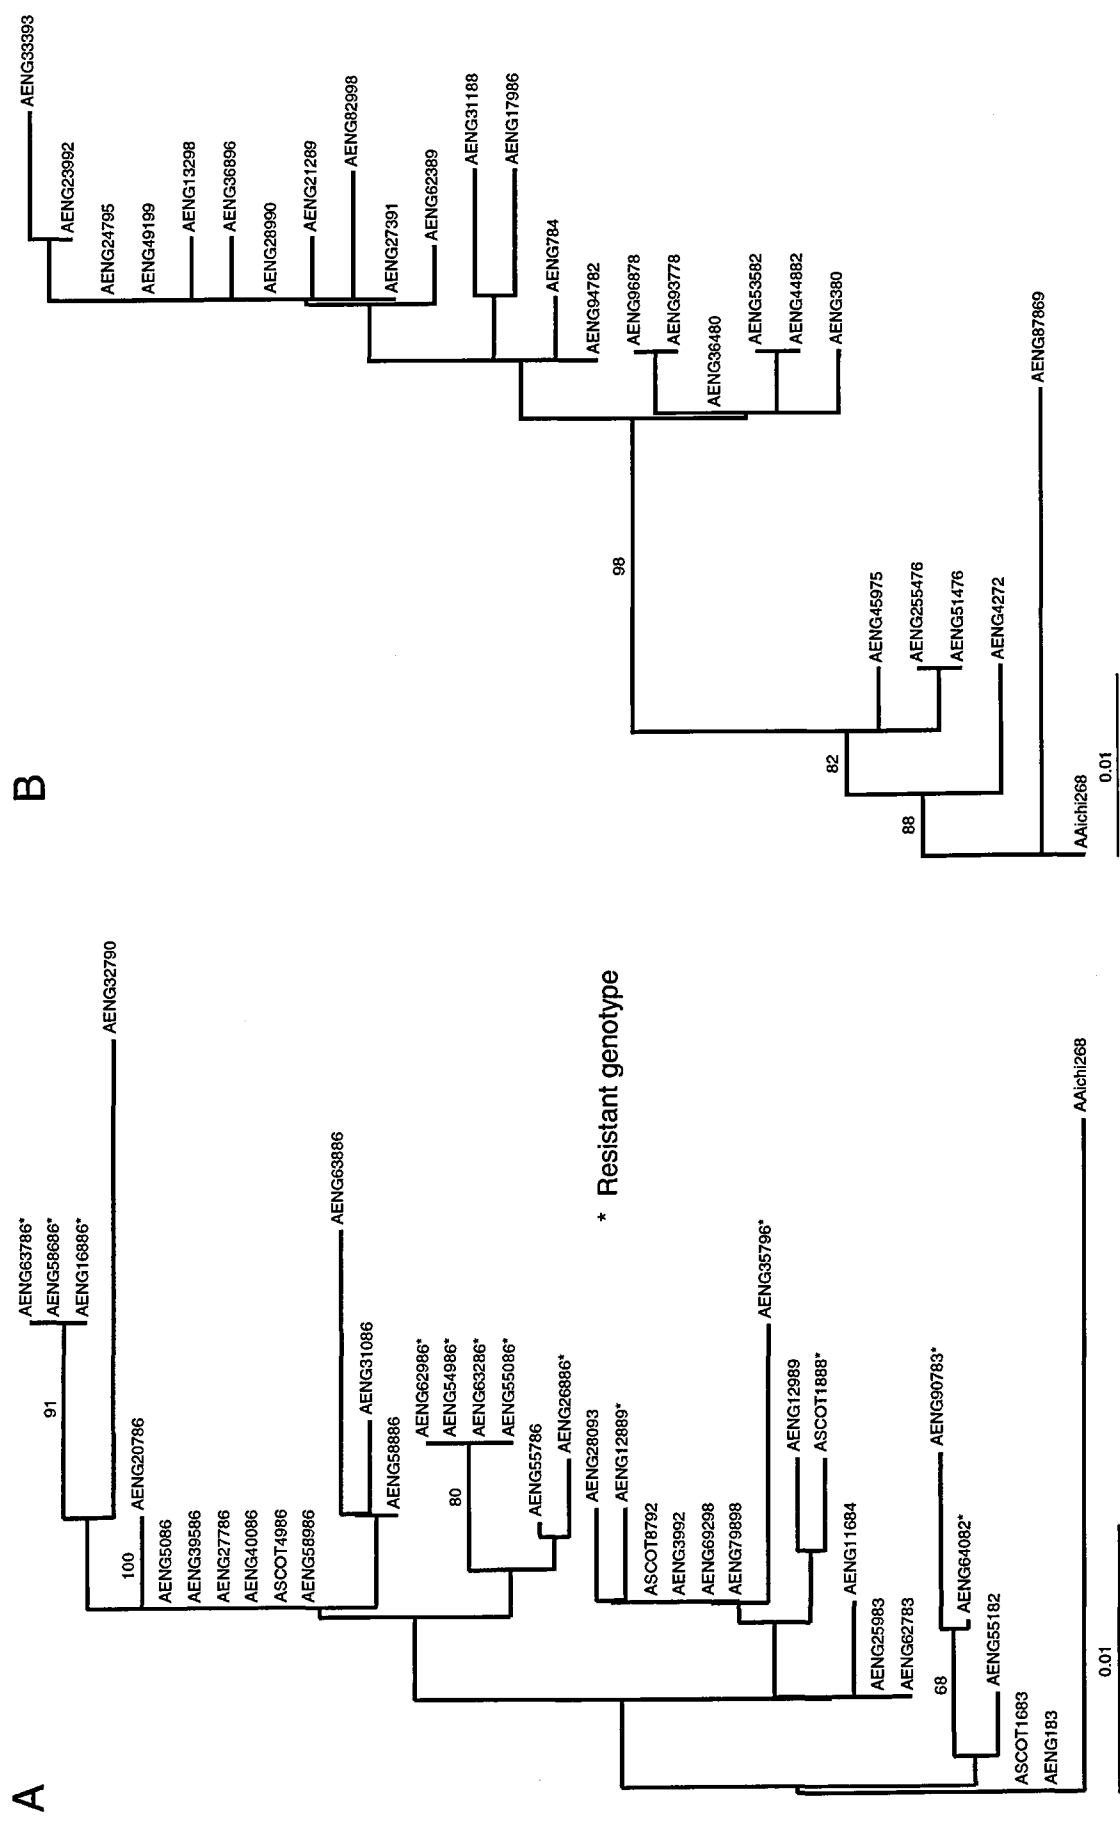 A
AENG63786*
AENG58686*
AENG16886*
91
AENG32790
AENG20786
100
AENG5086
AENG39586
AENG27786
AENG40086
ASCOT4986
AENG58986
AENG63886
AENG31086
AENG58886
AENG62986*
AENG54986*
AENG63286*
AENG55086*
80
AENG55786
AENG26886*
AENG28093
AENG12889*
ASCOT8792
AENG3992
AENG69298
AENG79898
AENG35796*
AENG12989
ASCOT1888*
AENG11684
AENG25983
AENG62783
AENG90783*
AENG64082*
68
AENG55182
ASCOT1683
AENG183
AAichi268
0.01
* Resistant genotype
B
AENG33393
AENG23992
AENG24795
AENG49199
AENG13298
AENG36896
AENG28990
AENG21289
AENG82998
AENG27391
AENG62389
AENG31188
AENG17986
AENG784
AENG94782
AENG96878
AENG93778
AENG36480
AENG53582
AENG44882
AENG380
98
AENG45975
AENG255476
AENG51476
82
AENG4272
88
AENG87869
AAichi268
0.01